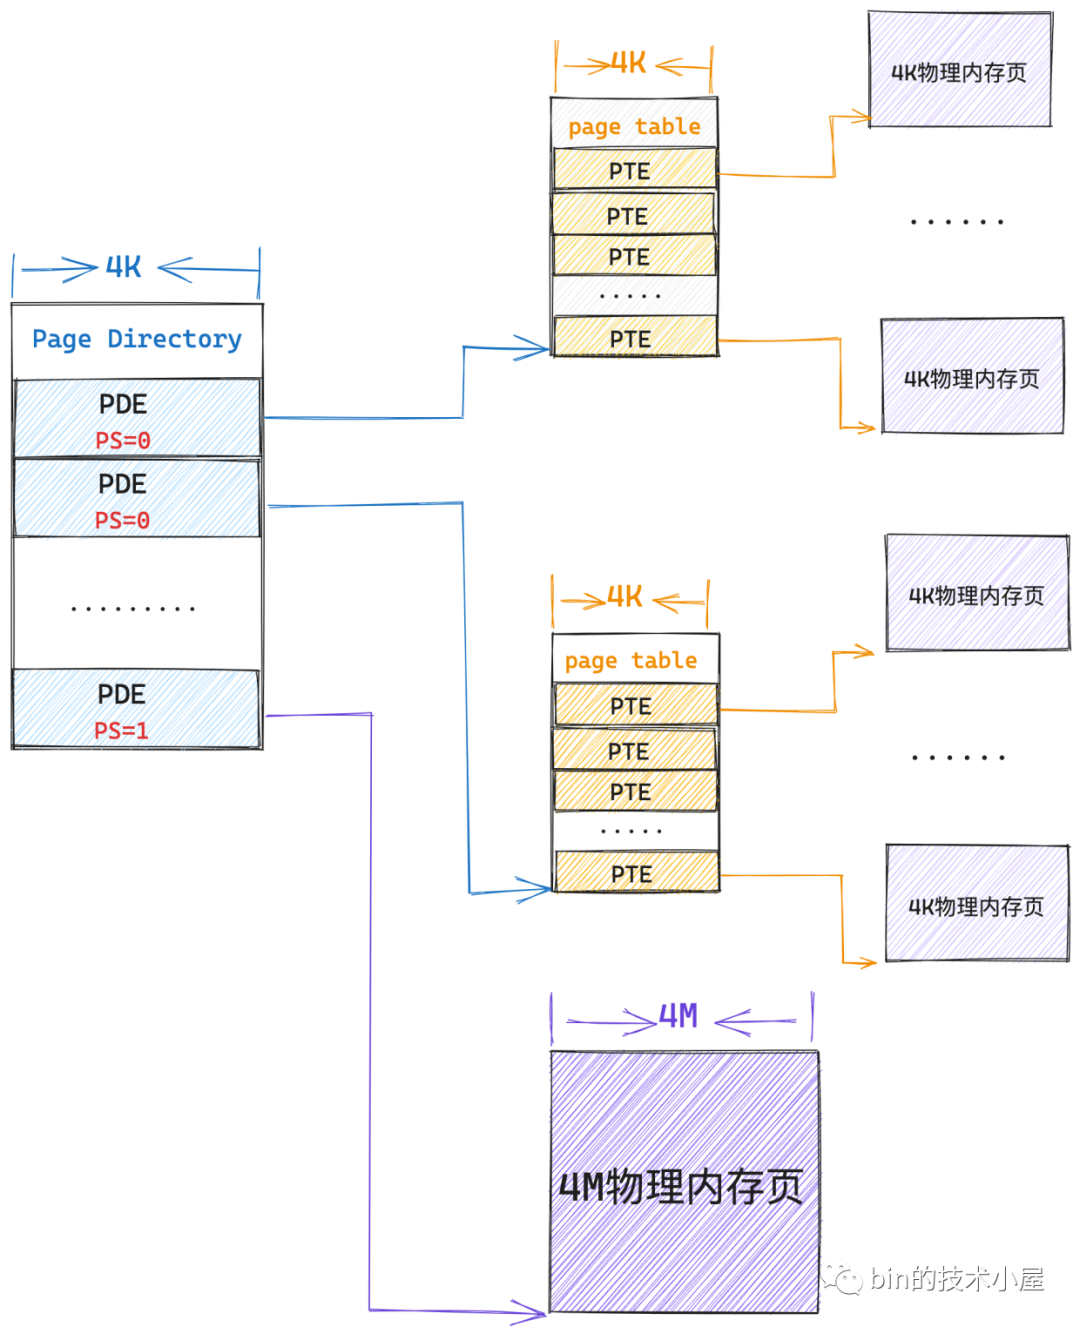 4K
Page Directory
PDE
PS=0
PDE
PS=0
.........
PDE
PS=1
4K
page table
PTE
PTE
PTE
.....
PTE
4K物理内存页
......
4K物理内存页
4K
page table
PTE
PTE
PTE
.....
PTE
4K物理内存页
......
4K物理内存页
4M
4M物理内存页
bin的技术小屋